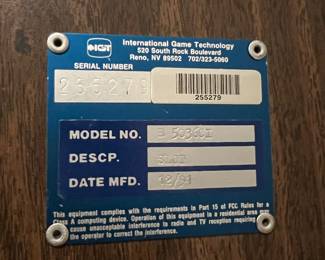 IGT
International Game Technology
520 South Rock Boulevard
Reno, NV 89502 702/323-5060
SERIAL NUMBER
255279
255279
MODEL NO.
DESCP. SLOT
DATE MFD. 12/91
This equipment complies with the requirements in Part 15 of FCC Rules for a
Class A computing device. Operation of this equipment in a residential area
cause unacceptable interference to radio and TV reception requiring
the operator to correct the interference.